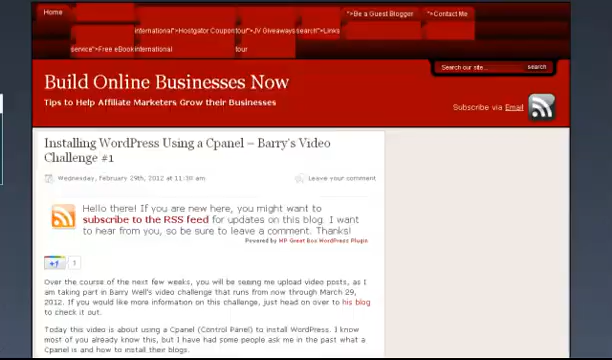 Home
">Be a Guest Blogger
">Contact Me
international">Hostgator Coupon
tour">JV Giveaways
search">Links
service">Free eBook
international
tour
Search our site...
search
Build Online Businesses Now
Tips to Help Affiliate Marketers Grow their Businesses
Subscribe via Email
Installing WordPress Using a Cpanel – Barry's Video
Challenge #1
Wednesday, February 29th, 2012 at 11:30 am
Leave your comment
Hello there! If you are new here, you might want to
subscribe to the RSS feed for updates on this blog. I want
to hear from you, so be sure to leave a comment. Thanks!
Powered by WP Greet Box WordPress Plugin
+1
1
Over the course of the next few weeks, you will be seeing me upload video posts, as I
am taking part in Barry Well's video challenge that runs from now through March 29,
2012. If you would like more information on this challenge, just head on over to his blog
to check it out.
Today this video is about using a Cpanel (Control Panel) to install WordPress. I know
most of you already know this, but I have had some people ask me in the past what a
Cpanel is and how to install their blogs.